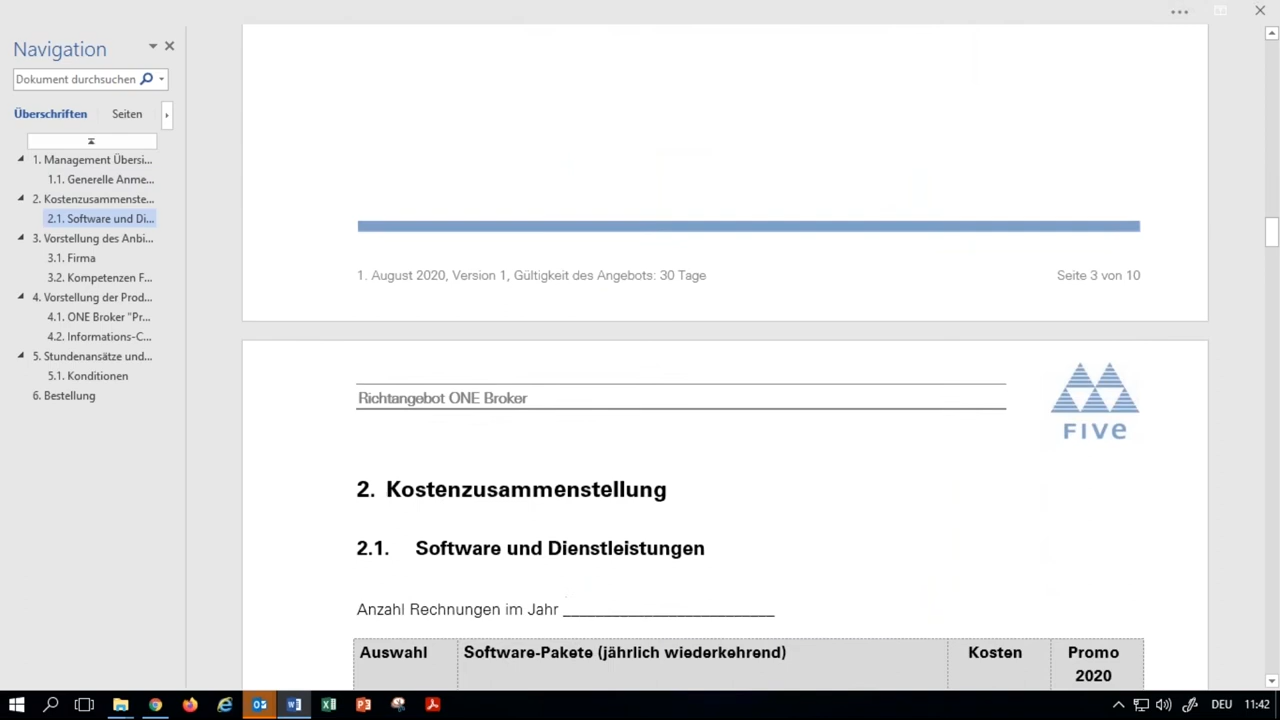 Navigation
Dokument durchsuchen
Überschriften Seiten
1. Management Übersi...
1.1. Generelle Anme...
2. Kostenzusammenste...
2.1. Software und Di...
3. Vorstellung des Anbi...
3.1. Firma
3.2. Kompetenzen F...
4. Vorstellung der Prod...
4.1. ONE Broker "Pr...
4.2. Informations-C...
5. Stundenansätze und...
5.1. Konditionen
6. Bestellung
1. August 2020, Version 1, Gültigkeit des Angebots: 30 Tage Seite 3 von 10
Richtangebot ONE Broker
FIVE
2. Kostenzusammenstellung
2.1. Software und Dienstleistungen
Anzahl Rechnungen im Jahr _________________________
Auswahl Software-Pakete (jährlich wiederkehrend) Kosten Promo
2020
DEU 11:42